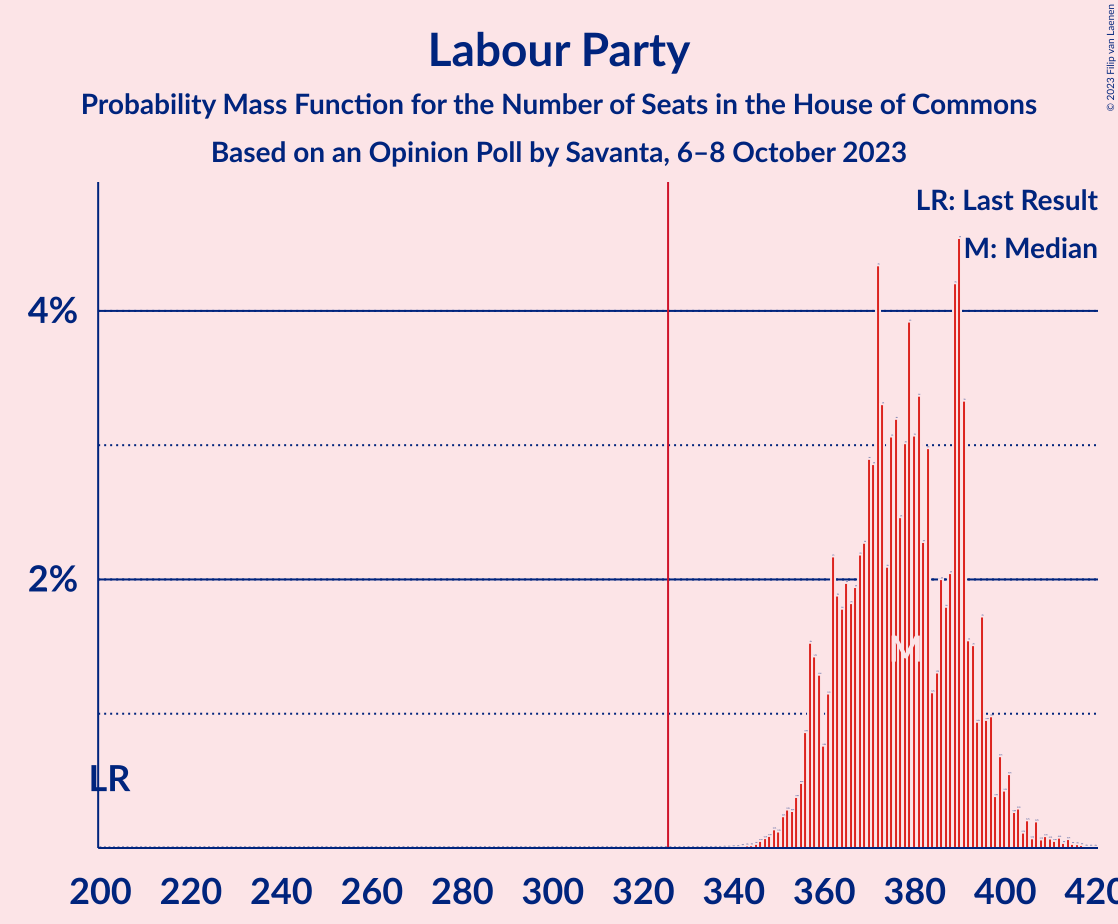 Labour Party
Probability Mass Function for the Number of Seats in the House of Commons
Based on an Opinion Poll by Savanta, 6–8 October 2023
© 2023 Filip van Laenen
LR: Last Result
M: Median
4%
2%
M
LR
200 220 240 260 280 300 320 340 360 380 400 420